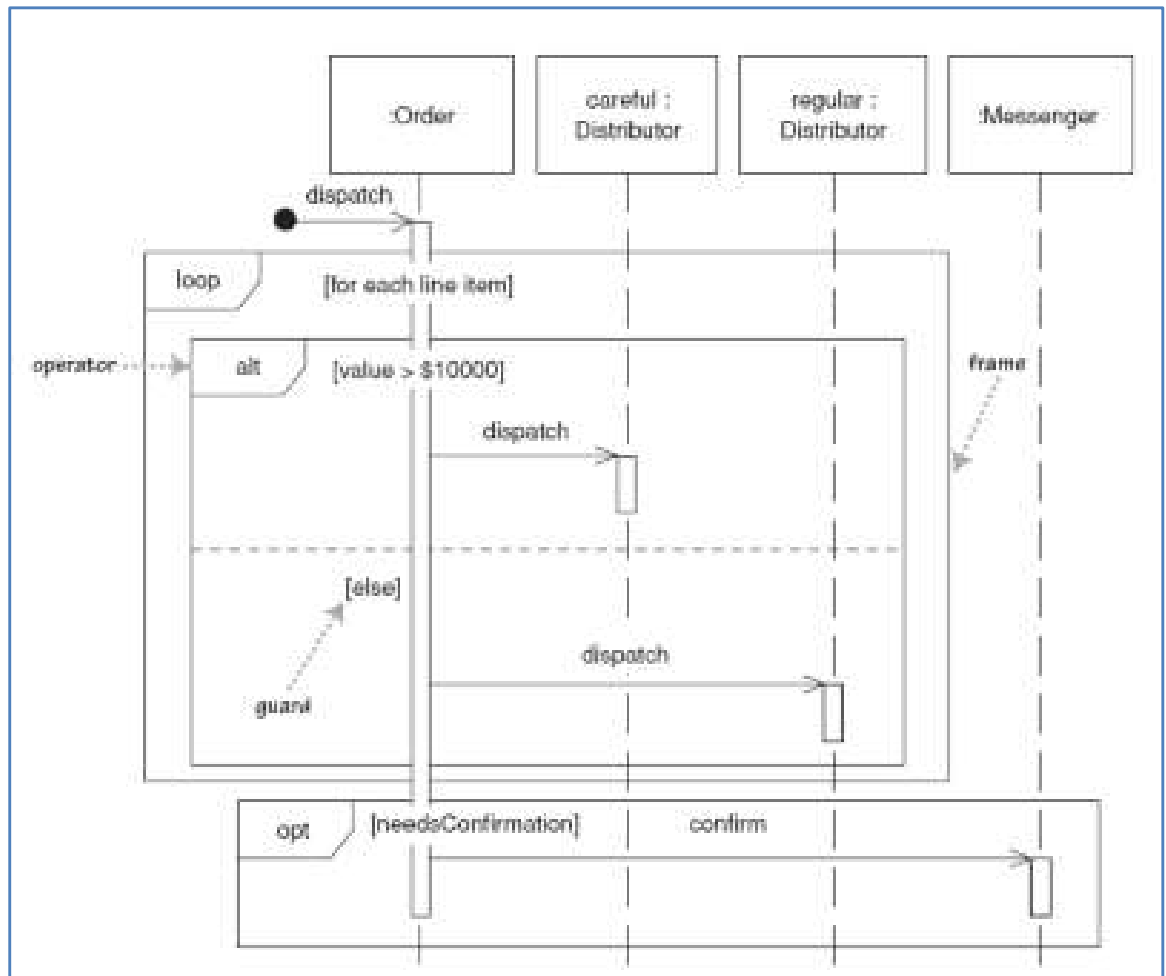 :Order
careful :
Distributor
regular :
Distributor
:Messenger
dispatch
loop
[for each line item]
operator
alt
[value > $10000]
frame
dispatch
[else]
dispatch
guard
opt
[needsConfirmation]
confirm